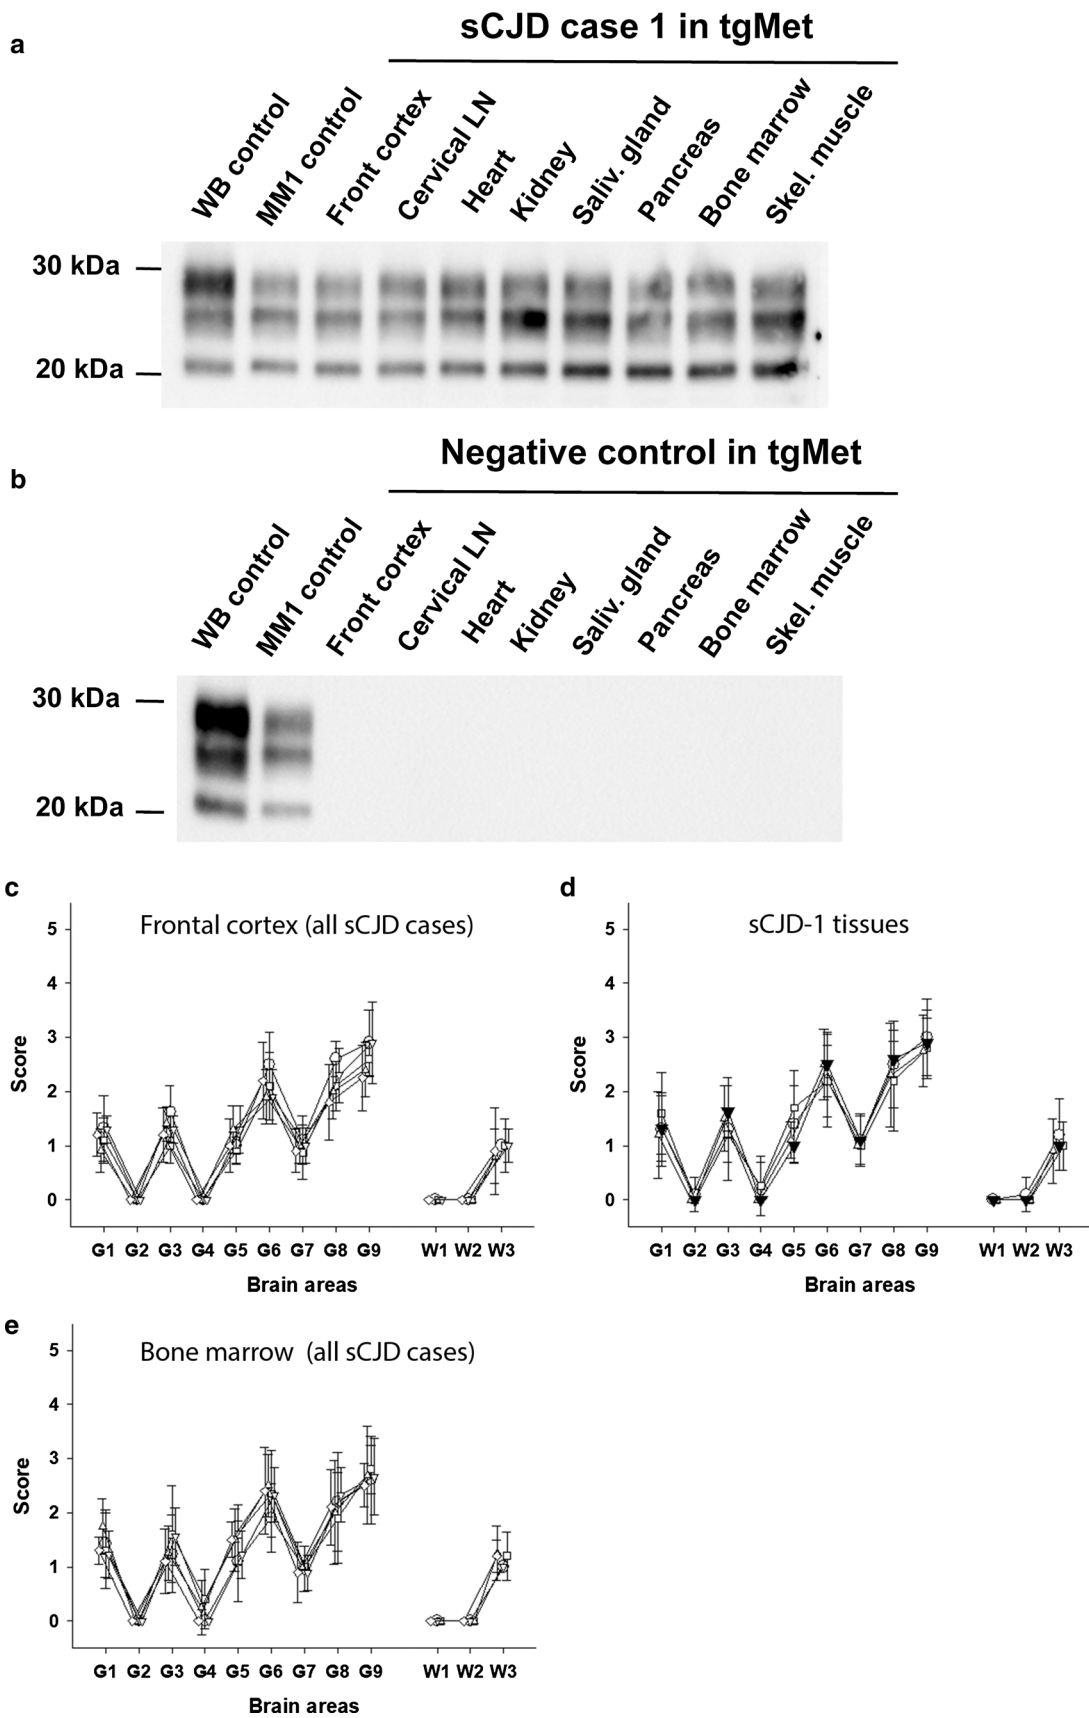 a
sCJD case 1 in tgMet
WB control
MM1 control
Front cortex
Cervical LN
Heart
Kidney
Saliv. gland
Pancreas
Bone marrow
Skel. muscle
30 kDa
20 kDa
b
Negative control in tgMet
WB control
MM1 control
Front cortex
Cervical LN
Heart
Kidney
Saliv. gland
Pancreas
Bone marrow
Skel. muscle
30 kDa
20 kDa
c
Frontal cortex (all sCJD cases)
5
4
3
2
1
0
Score
G1 G2 G3 G4 G5 G6 G7 G8 G9 W1 W2 W3
Brain areas
d
sCJD-1 tissues
5
4
3
2
1
0
Score
G1 G2 G3 G4 G5 G6 G7 G8 G9 W1 W2 W3
Brain areas
e
Bone marrow (all sCJD cases)
5
4
3
2
1
0
Score
G1 G2 G3 G4 G5 G6 G7 G8 G9 W1 W2 W3
Brain areas